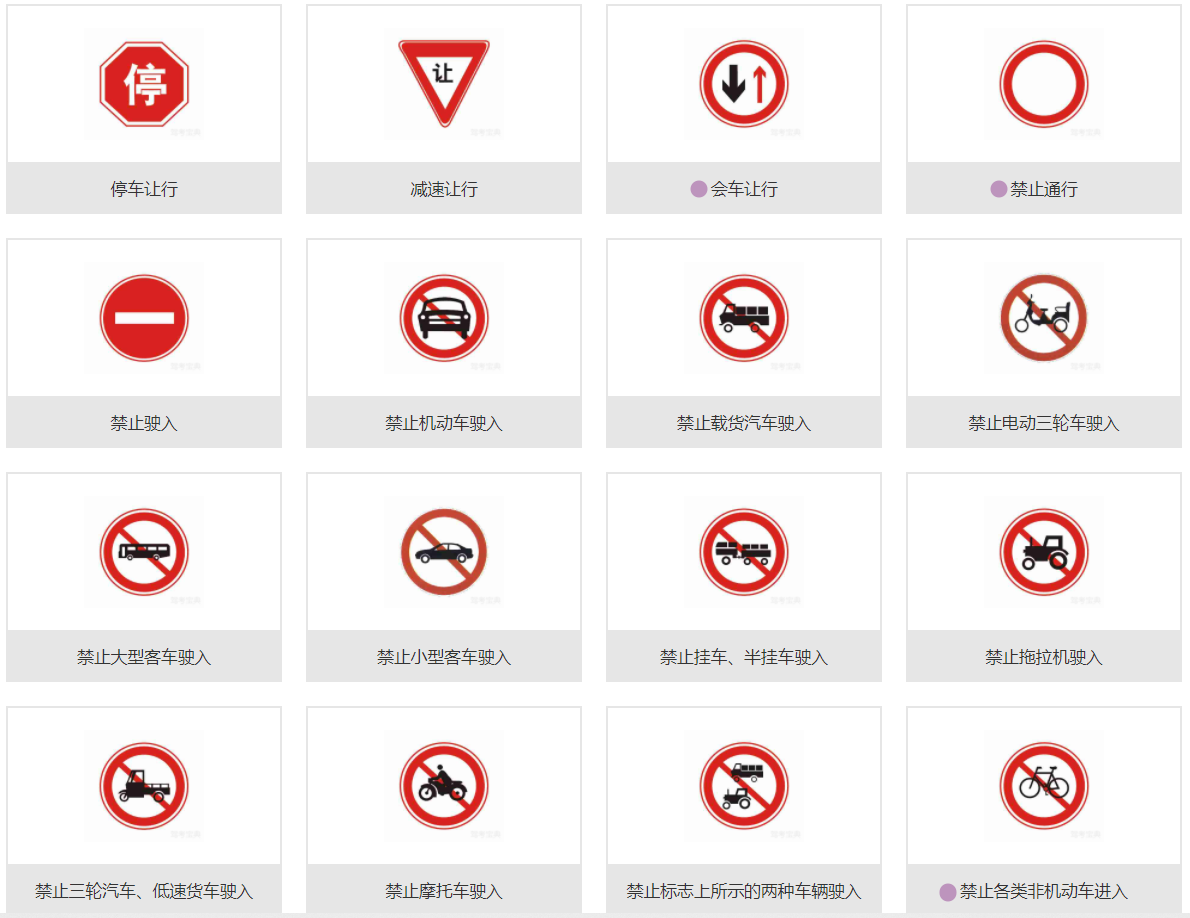 停
让
停车让行
减速让行
会车让行
禁止通行
禁止驶入
禁止机动车驶入
禁止载货汽车驶入
禁止电动三轮车驶入
禁止大型客车驶入
禁止小型客车驶入
禁止挂车、半挂车驶入
禁止拖拉机驶入
禁止三轮汽车、低速货车驶入
禁止摩托车驶入
禁止标志上所示的两种车辆驶入
禁止各类非机动车进入